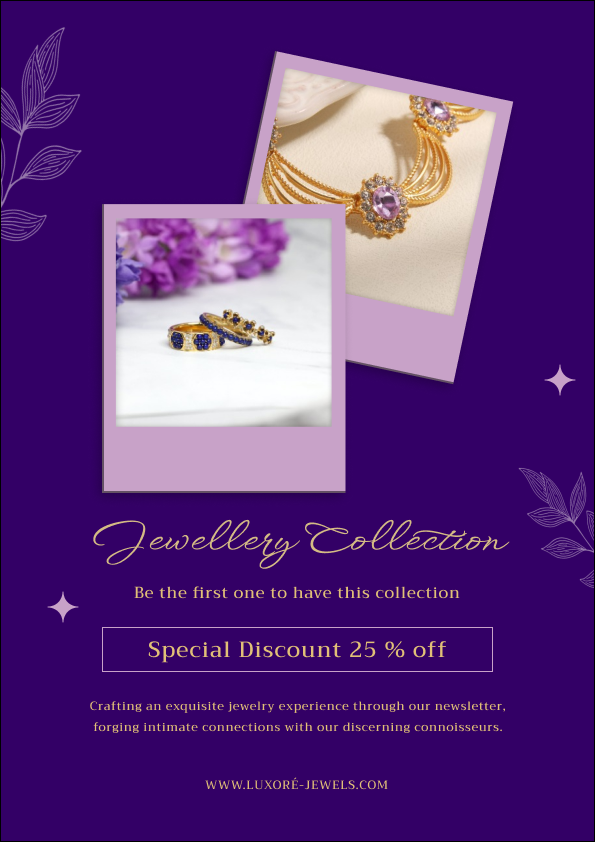 Jewellery Collection
Be the first one to have this collection
Special Discount 25 % off
Crafting an exquisite jewelry experience through our newsletter,
forging intimate connections with our discerning connoisseurs.
WWW.LUXORÉ-JEWELS.COM